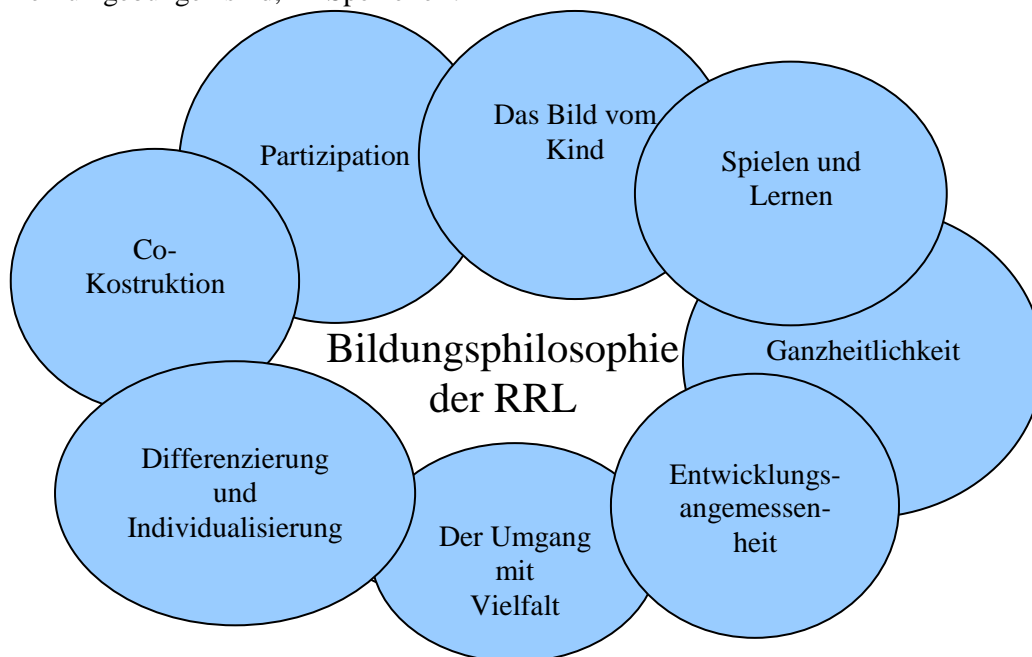 Das Bild vom
Kind
Partizipation
Spielen und
Lernen
Co-
Kostruktion
Bildungsphilosophie
der RRL
Ganzheitlichkeit
Differenzierung
und
Individualisierung
Der Umgang
mit
Vielfalt
Entwicklungs-
angemessen-
heit